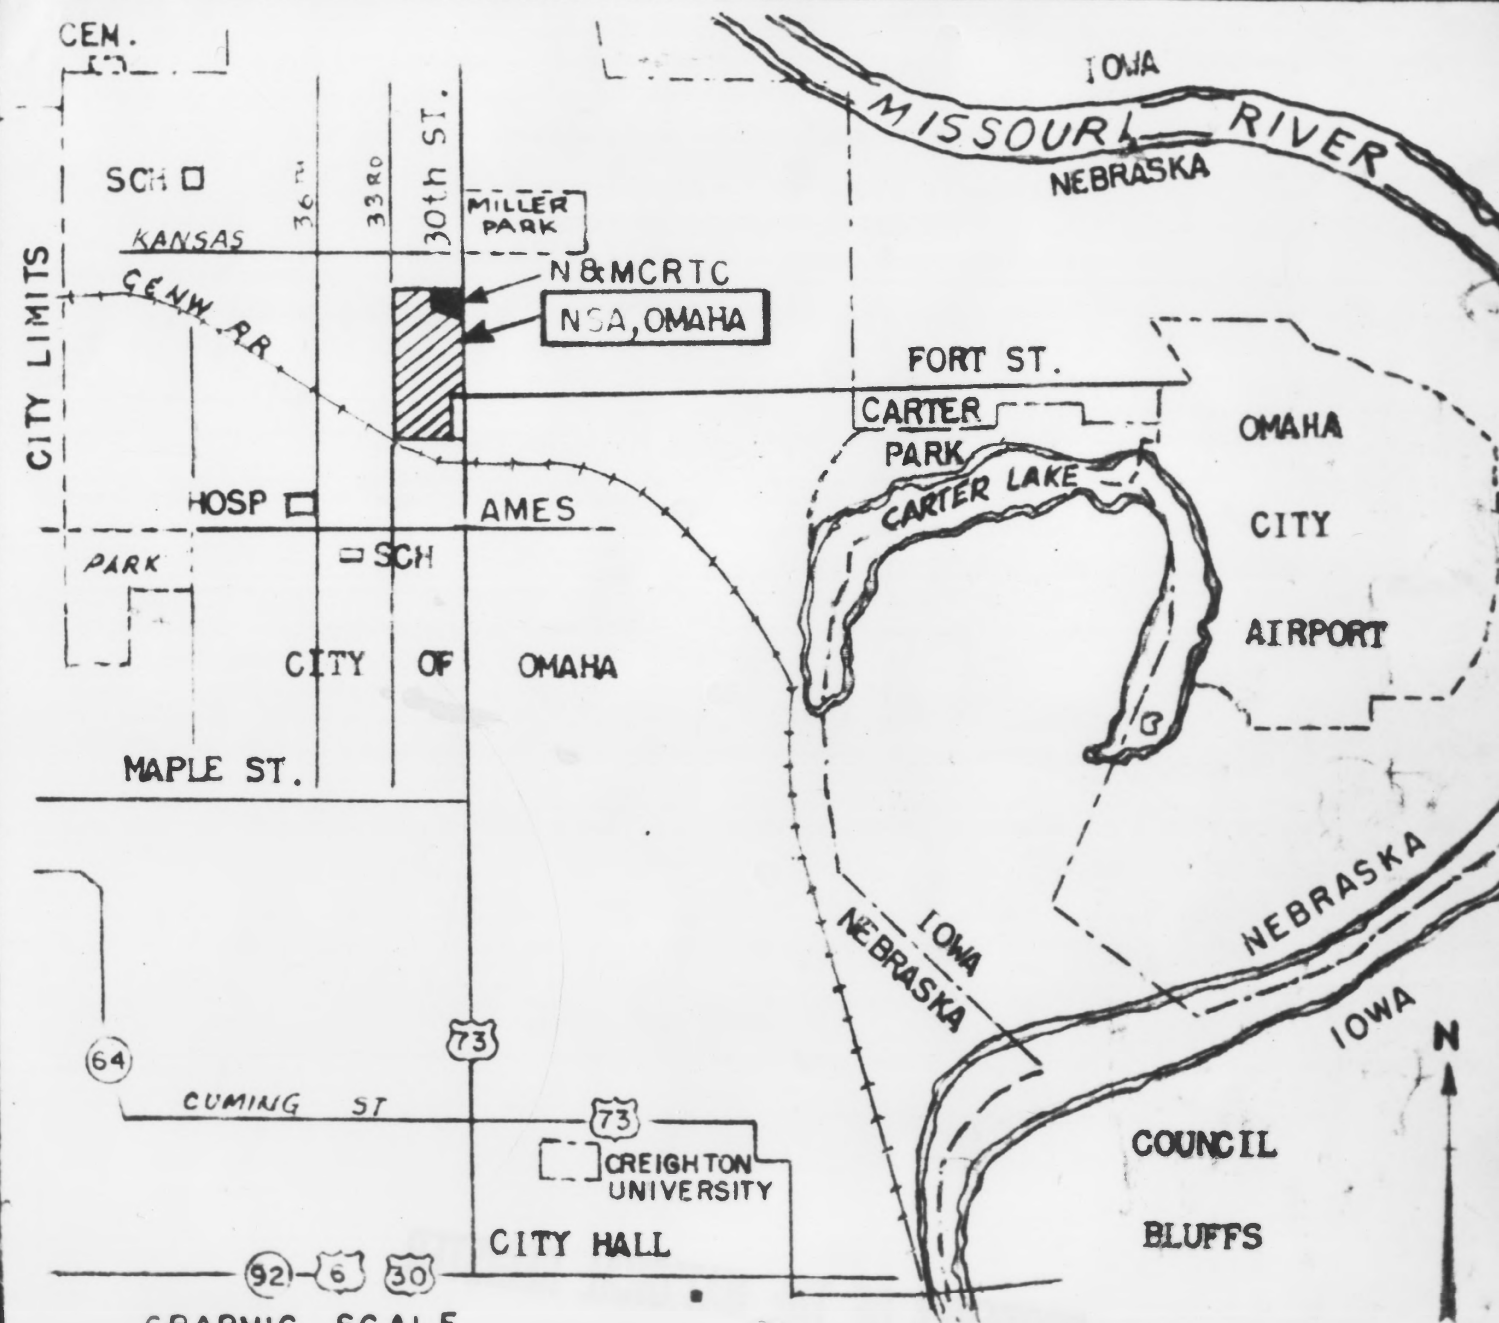 CEM.
IOWA
MISSOURI RIVER
NEBRASKA
SCH
36TH
33RD
30th ST.
MILLER
PARK
KANSAS
CITY LIMITS
GENW RR
N&MCRTC
NSA, OMAHA
FORT ST.
CARTER
PARK
CARTER LAKE
OMAHA
CITY
AIRPORT
HOSP
AMES
PARK
SCH
CITY OF OMAHA
MAPLE ST.
NEBRASKA
IOWA
IOWA
NEBRASKA
N
73
64
CUMING ST
73
CREIGHTON
UNIVERSITY
COUNCIL
BLUFFS
CITY HALL
92
6
30
GRAPHIC SCALE